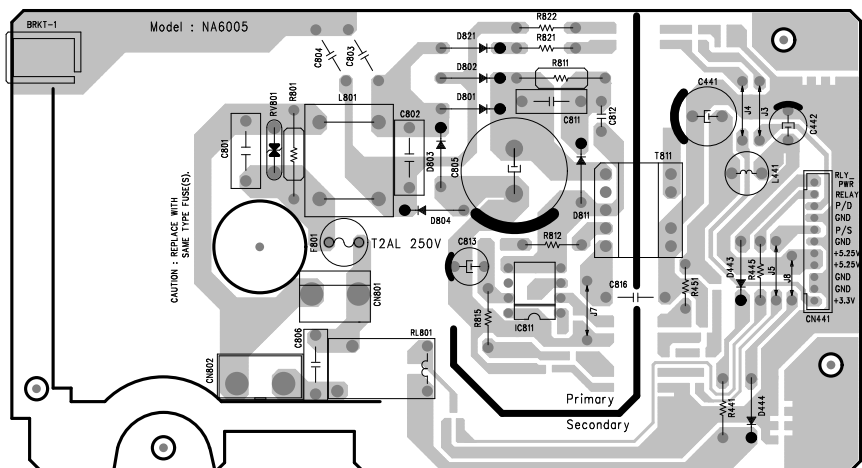 BRKT-1
Model : NA6005
C804
C803
D821
R822
R821
D802
R811
D801
C811
C812
C441
J4
J3
C442
L441
RV801
R801
L801
C801
C802
D803
C805
D811
T811
D804
CAUTION : REPLACE WITH
SAME TYPE FUSE(S).
F801
T2AL 250V
C813
R812
CN801
IC811
R815
J7
C816
R451
D443
R445
J5
J8
RLY_
PWR
RELAY
P/D
GND
P/S
GND
+5.25V
+5.25V
GND
GND
+3.3V
CN441
C806
RL801
CN802
Primary
Secondary
R441
D444